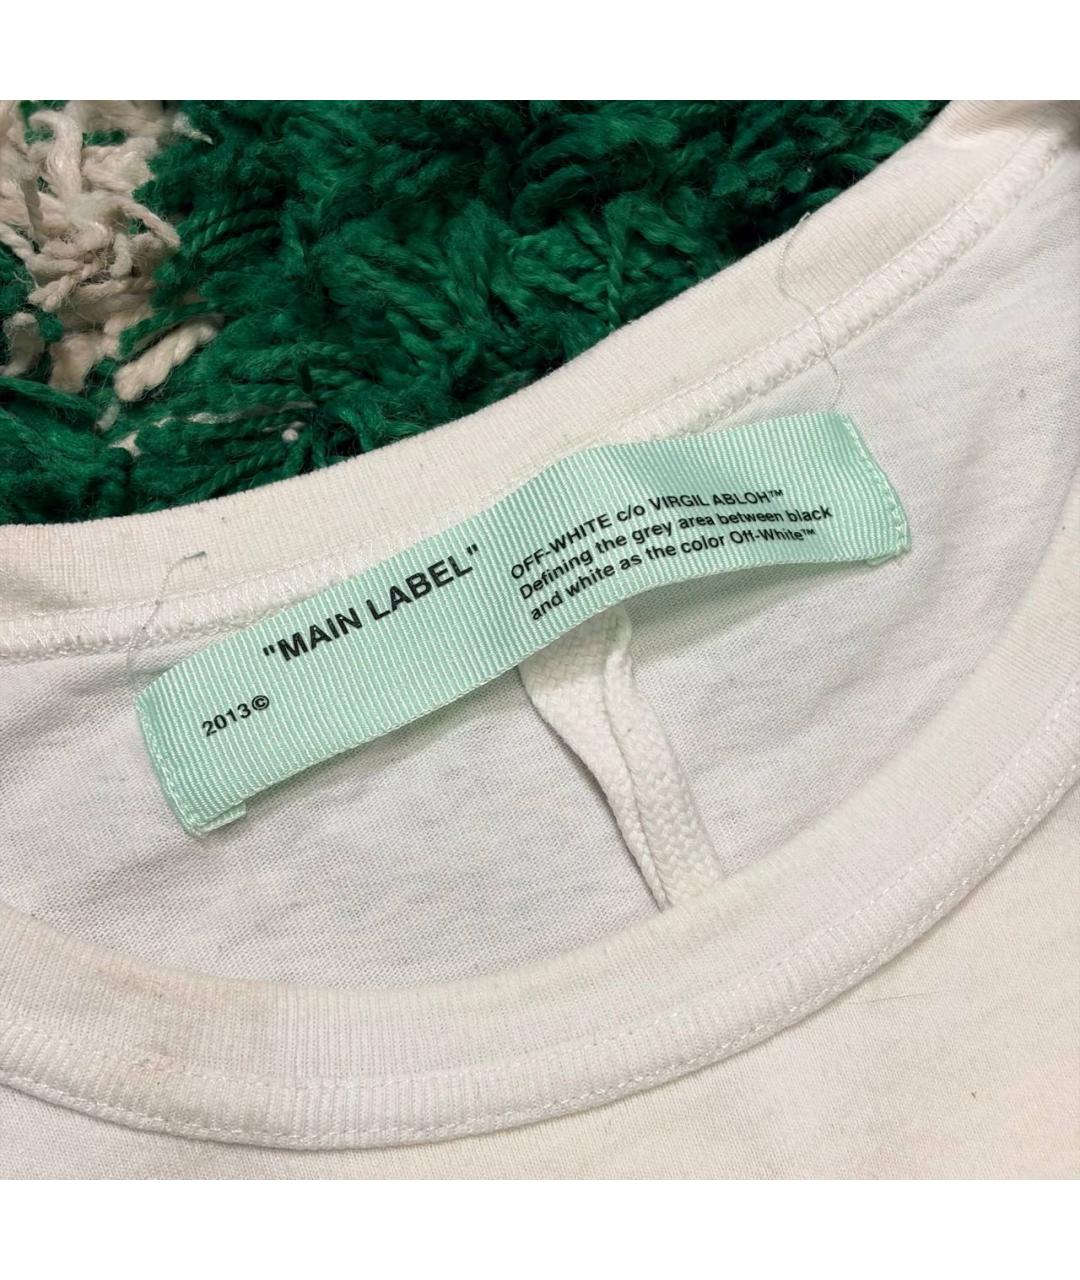 "MAIN LABEL"
2013©
OFF-WHITE c/o VIRGIL ABLOH™
Defining the grey area between black
and white as the color Off-White™